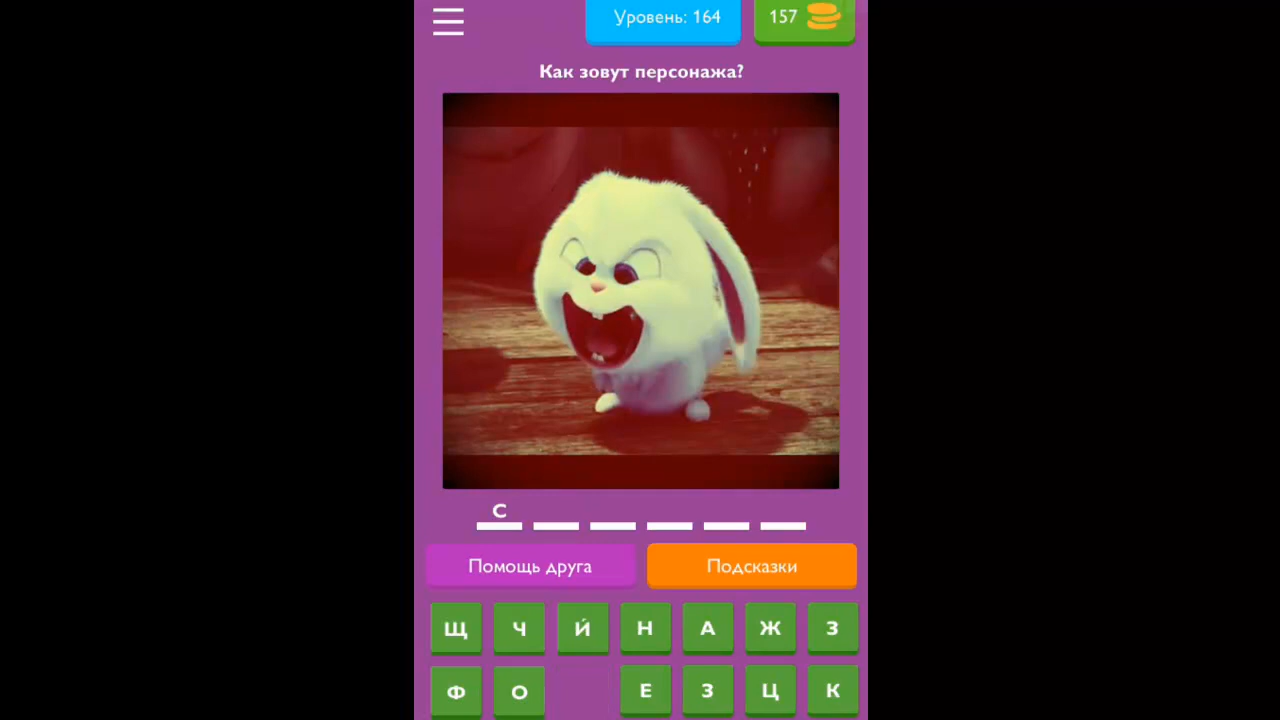 Уровень: 164
157
Как зовут персонажа?
С
Помощь друга
Подсказки
Щ Ч Й Н А Ж З
Ф О Е З Ц К